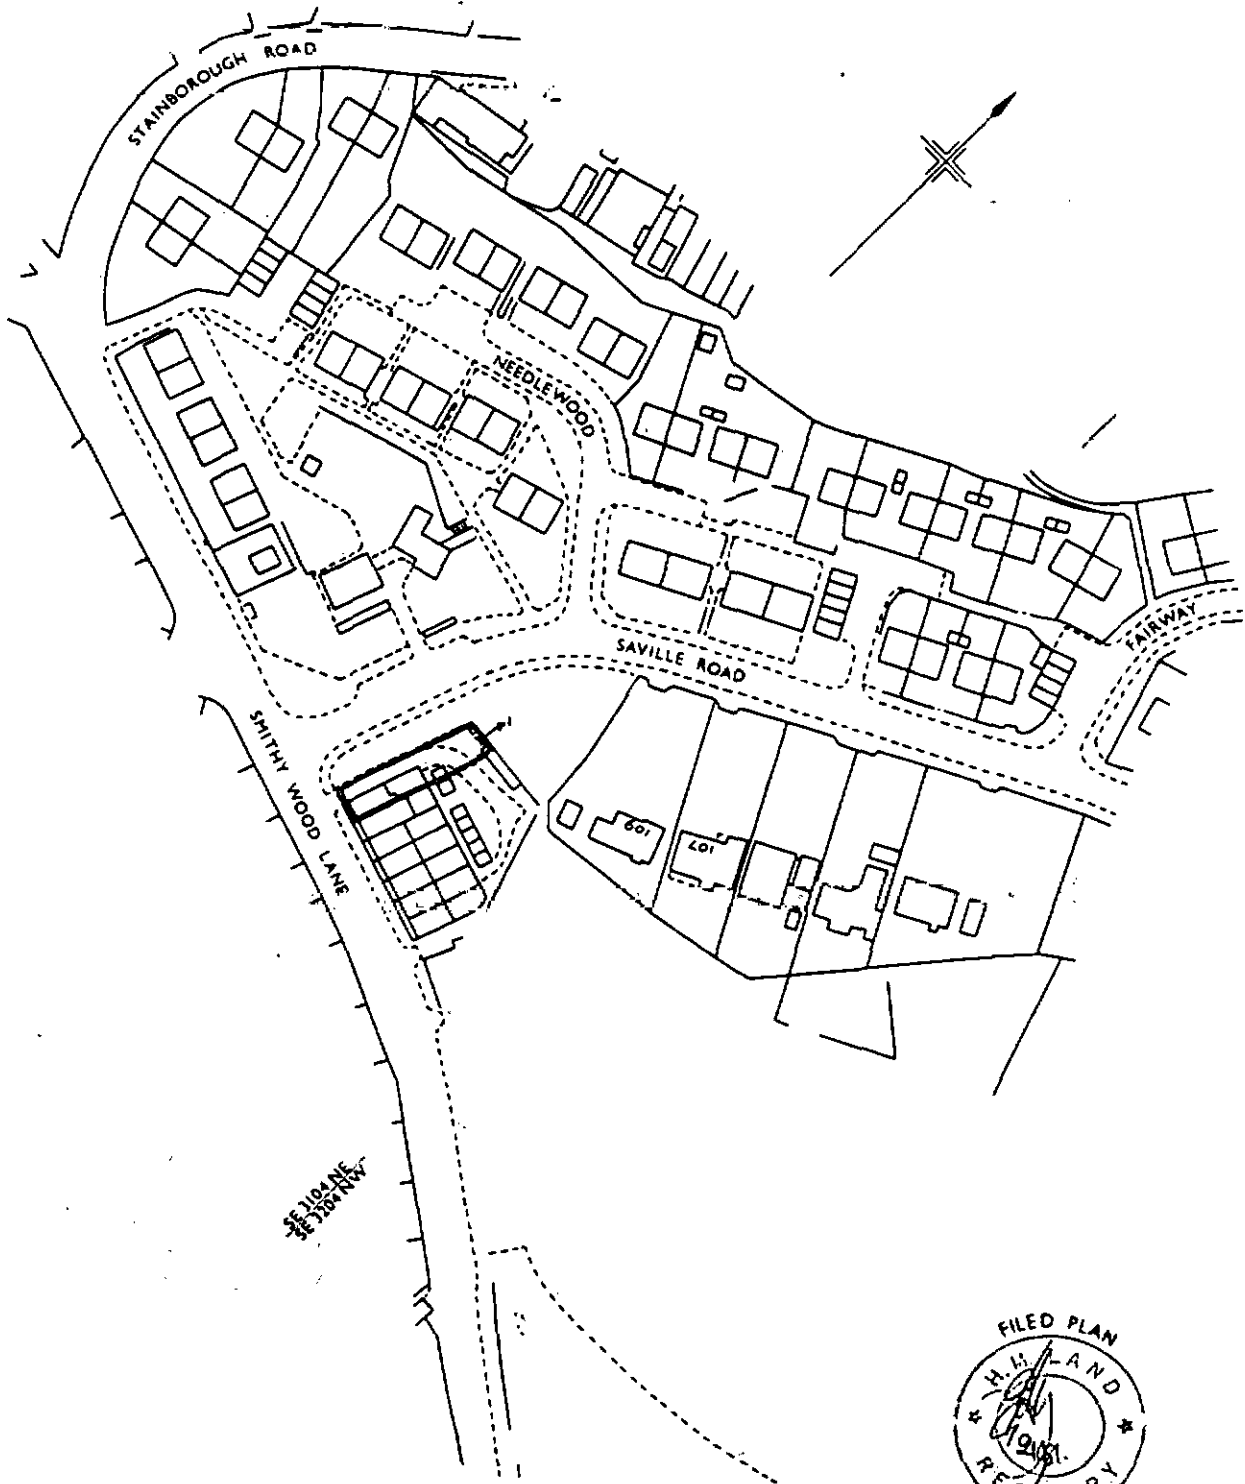 STAINBOROUGH ROAD
NEEDLEWOOD
SAVILLE ROAD
FAIRWAY
SMITHY WOOD LANE
109
107
SE 3104 NE
SE 3204 NW
FILED PLAN
H.M. LAND